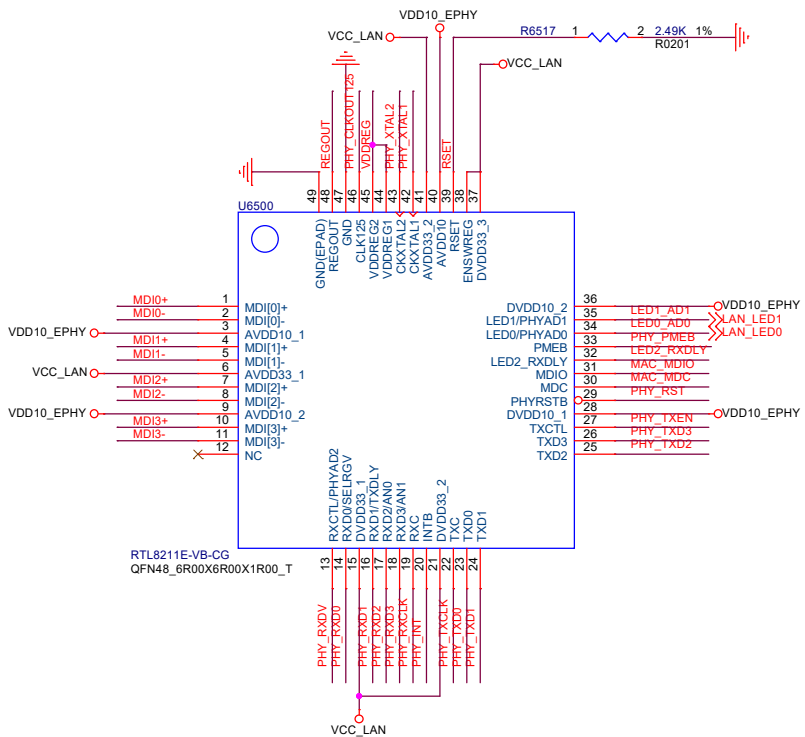 VDD10_EPHY
VCC_LAN
R6517 1 2 2.49K 1%
R0201
VCC_LAN
REGOUT
PHY_CLKOUT125
VDDREG
PHY_XTAL2
PHY_XTAL1
RSET
49 48 47 46 45 44 43 42 41 40 39 38 37
U6500
GND(EPAD)
REGOUT
GND
CLK125
VDDREG2
VDDREG1
CKXTAL2
CKXTAL1
AVDD33_2
AVDD10
RSET
ENSWREG
DVDD33_3
MDI0+ 1 MDI[0]+
MDI0- 2 MDI[0]-
VDD10_EPHY 3 AVDD10_1
MDI1+ 4 MDI[1]+
MDI1- 5 MDI[1]-
VCC_LAN 6 AVDD33_1
MDI2+ 7 MDI[2]+
MDI2- 8 MDI[2]-
VDD10_EPHY 9 AVDD10_2
MDI3+ 10 MDI[3]+
MDI3- 11 MDI[3]-
12 NC
DVDD10_2 36 VDD10_EPHY
LED1/PHYAD1 35 LED1_AD1 LAN_LED1
LED0/PHYAD0 34 LED0_AD0 LAN_LED0
PMEB 33 PHY_PMEB
LED2_RXDLY 32 LED2_RXDLY
MDIO 31 MAC_MDIO
MDC 30 MAC_MDC
PHYRSTB 29 PHY_RST
DVDD10_1 28 VDD10_EPHY
TXCTL 27 PHY_TXEN
TXD3 26 PHY_TXD3
TXD2 25 PHY_TXD2
RXCTL/PHYAD2
RXD0/SELRGV
DVDD33_1
RXD1/TXDLY
RXD2/AN0
RXD3/AN1
RXC
INTB
DVDD33_2
TXC
TXD0
TXD1
RTL8211E-VB-CG
QFN48_6R00X6R00X1R00_T
13 14 15 16 17 18 19 20 21 22 23 24
PHY_RXDV
PHY_RXD0
PHY_RXD1
PHY_RXD2
PHY_RXD3
PHY_RXCLK
PHY_INT
PHY_TXCLK
PHY_TXD0
PHY_TXD1
VCC_LAN